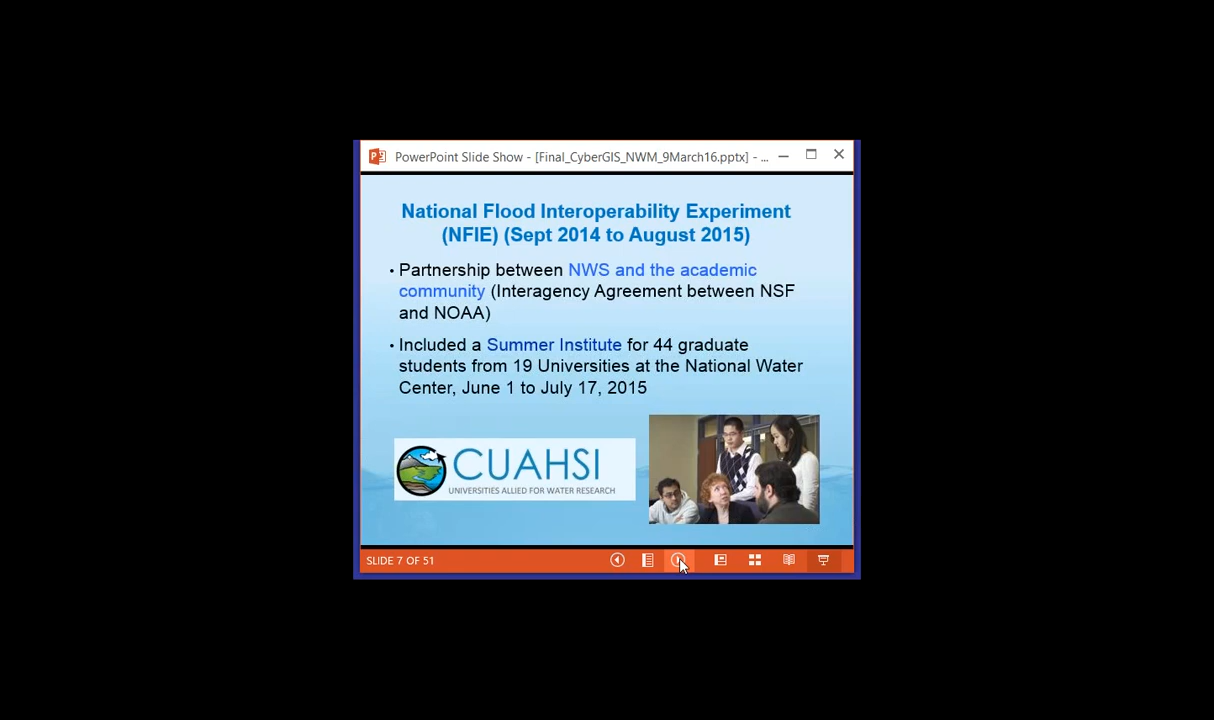 PowerPoint Slide Show - [Final_CyberGIS_NWM_9March16.pptx] - ...
National Flood Interoperability Experiment
(NFIE) (Sept 2014 to August 2015)
• Partnership between NWS and the academic
community (Interagency Agreement between NSF
and NOAA)
• Included a Summer Institute for 44 graduate
students from 19 Universities at the National Water
Center, June 1 to July 17, 2015
CUAHSI
UNIVERSITIES ALLIED FOR WATER RESEARCH
SLIDE 7 OF 51